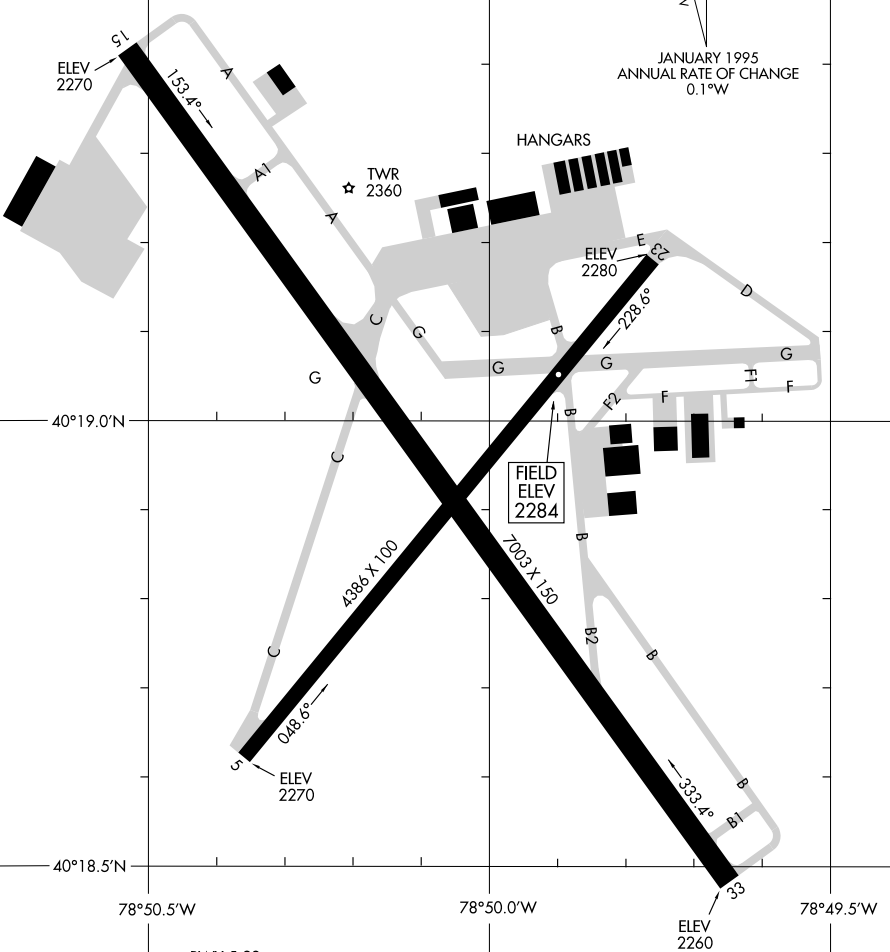 JANUARY 1995
ANNUAL RATE OF CHANGE
0.1°W
15
ELEV
2270
153.4°
A
A1
TWR
2360
A
HANGARS
E
23
ELEV
2280
D
228.6°
C
G
B
G
G
G
G
F1
F
F2
F
B
40°19.0'N
C
FIELD
ELEV
2284
B
4386 X 100
7003 X 150
B2
C
B
048.6°
5
ELEV
2270
333.4°
B
B1
40°18.5'N
33
78°50.5'W
78°50.0'W
78°49.5'W
ELEV
2260